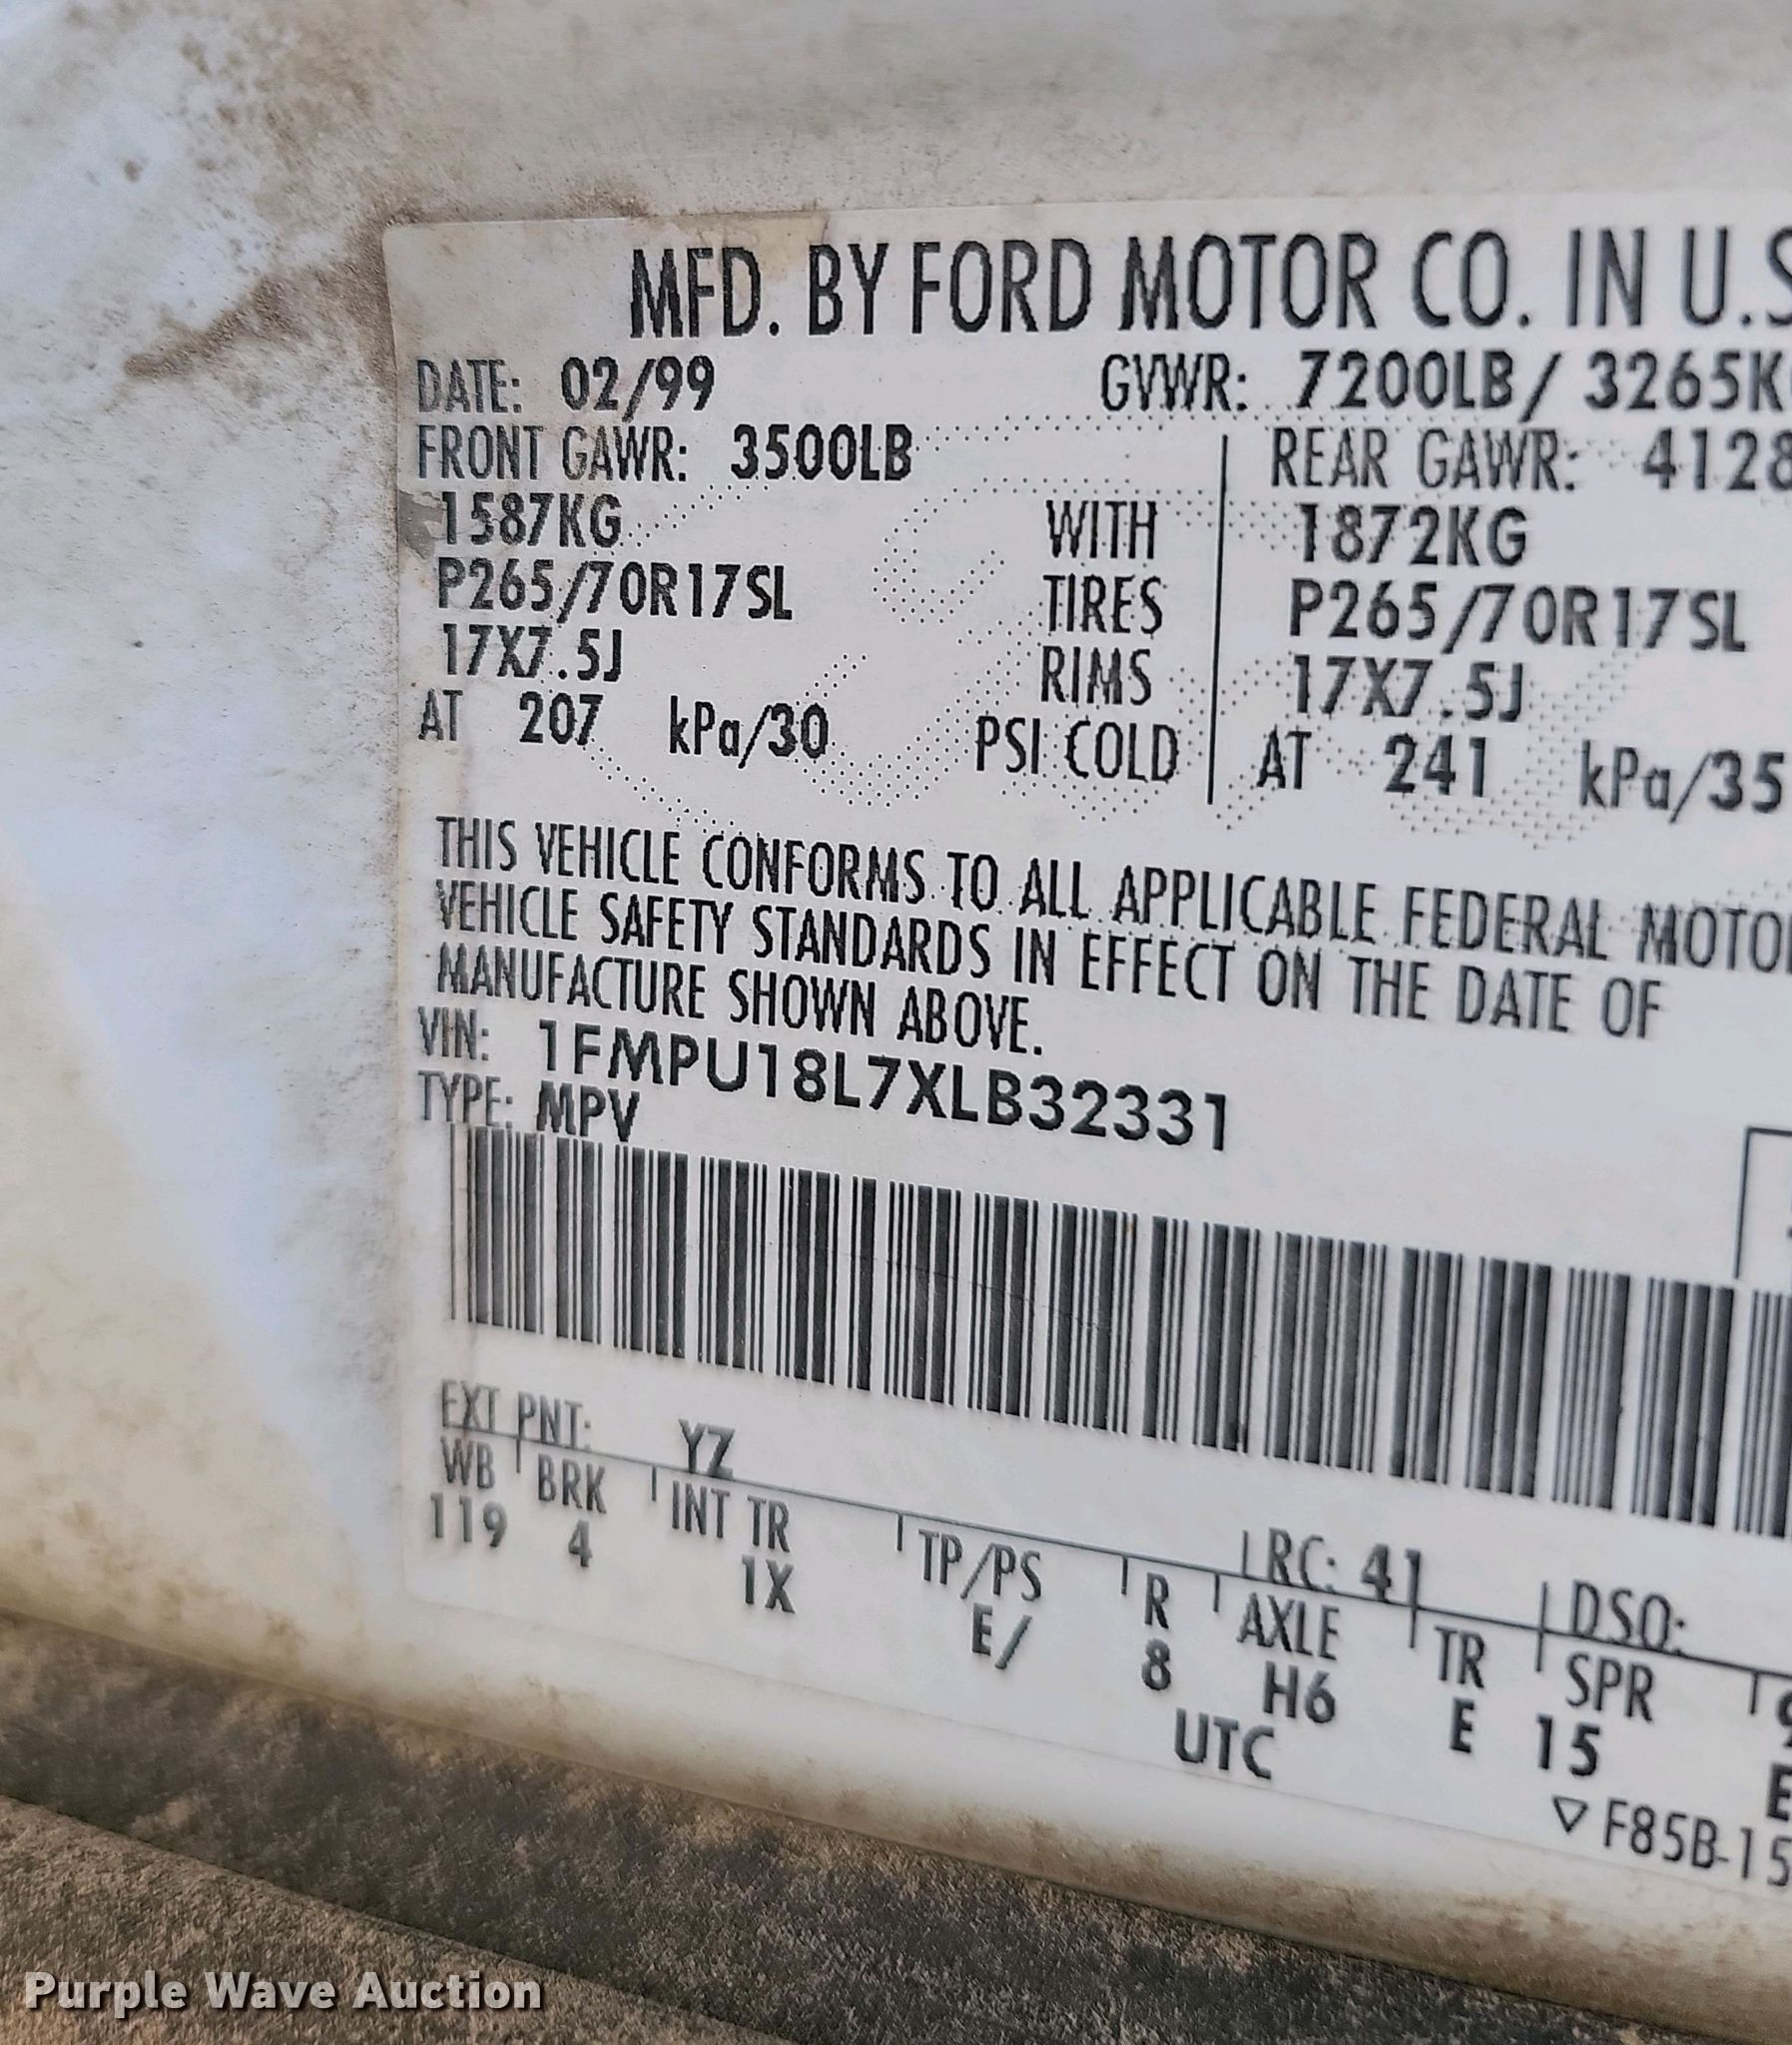 MFD. BY FORD MOTOR CO. IN U.S
DATE: 02/99 GVWR: 7200LB/ 3265K
FRONT GAWR: 3500LB REAR GAWR: 4128
1587KG WITH 1872KG
P265/70R17SL TIRES P265/70R17SL
17X7.5J RIMS 17X7.5J
AT 207 kPa/30 PSI COLD AT 241 kPa/35
THIS VEHICLE CONFORMS TO ALL APPLICABLE FEDERAL MOTO
VEHICLE SAFETY STANDARDS IN EFFECT ON THE DATE OF
MANUFACTURE SHOWN ABOVE.
VIN: 1FMPU18L7XLB32331
TYPE: MPV
EXT PNT: YZ RC: 41 DSO:
WB BRK INT TR TP/PS R AXLE TR SPR
119 4 1X E/ 8 H6 E 15 E
UTC
▽ F85B-15
Purple Wave Auction